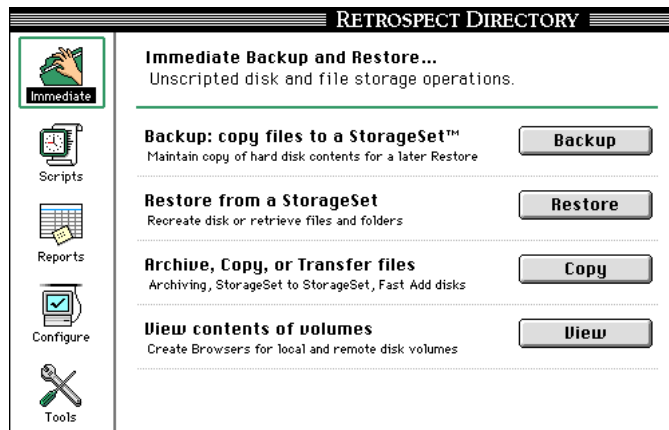 RETROSPECT DIRECTORY
Immediate
Scripts
Reports
Configure
Tools
Immediate Backup and Restore...
Unscripted disk and file storage operations.
Backup: copy files to a StorageSet™
Maintain copy of hard disk contents for a later Restore
Backup
Restore from a StorageSet
Recreate disk or retrieve files and folders
Restore
Archive, Copy, or Transfer files
Archiving, StorageSet to StorageSet, Fast Add disks
Copy
View contents of volumes
Create Browsers for local and remote disk volumes
View